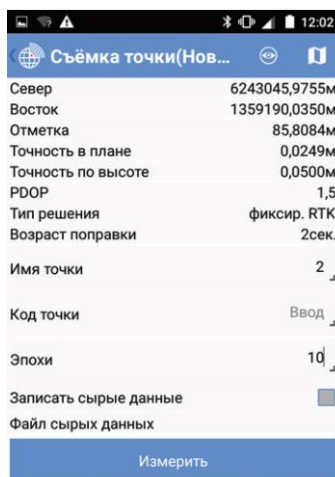 12:02
Съёмка точки(Нов...
Север 6243045,9755м
Восток 1359190,0350м
Отметка 85,8084м
Точность в плане 0,0249м
Точность по высоте 0,0500м
PDOP 1,5
Тип решения фиксир. RTK
Возраст поправки 2сек.
Имя точки 2
Код точки Ввод
Эпохи 10
Записать сырые данные
Файл сырых данных
Измерить